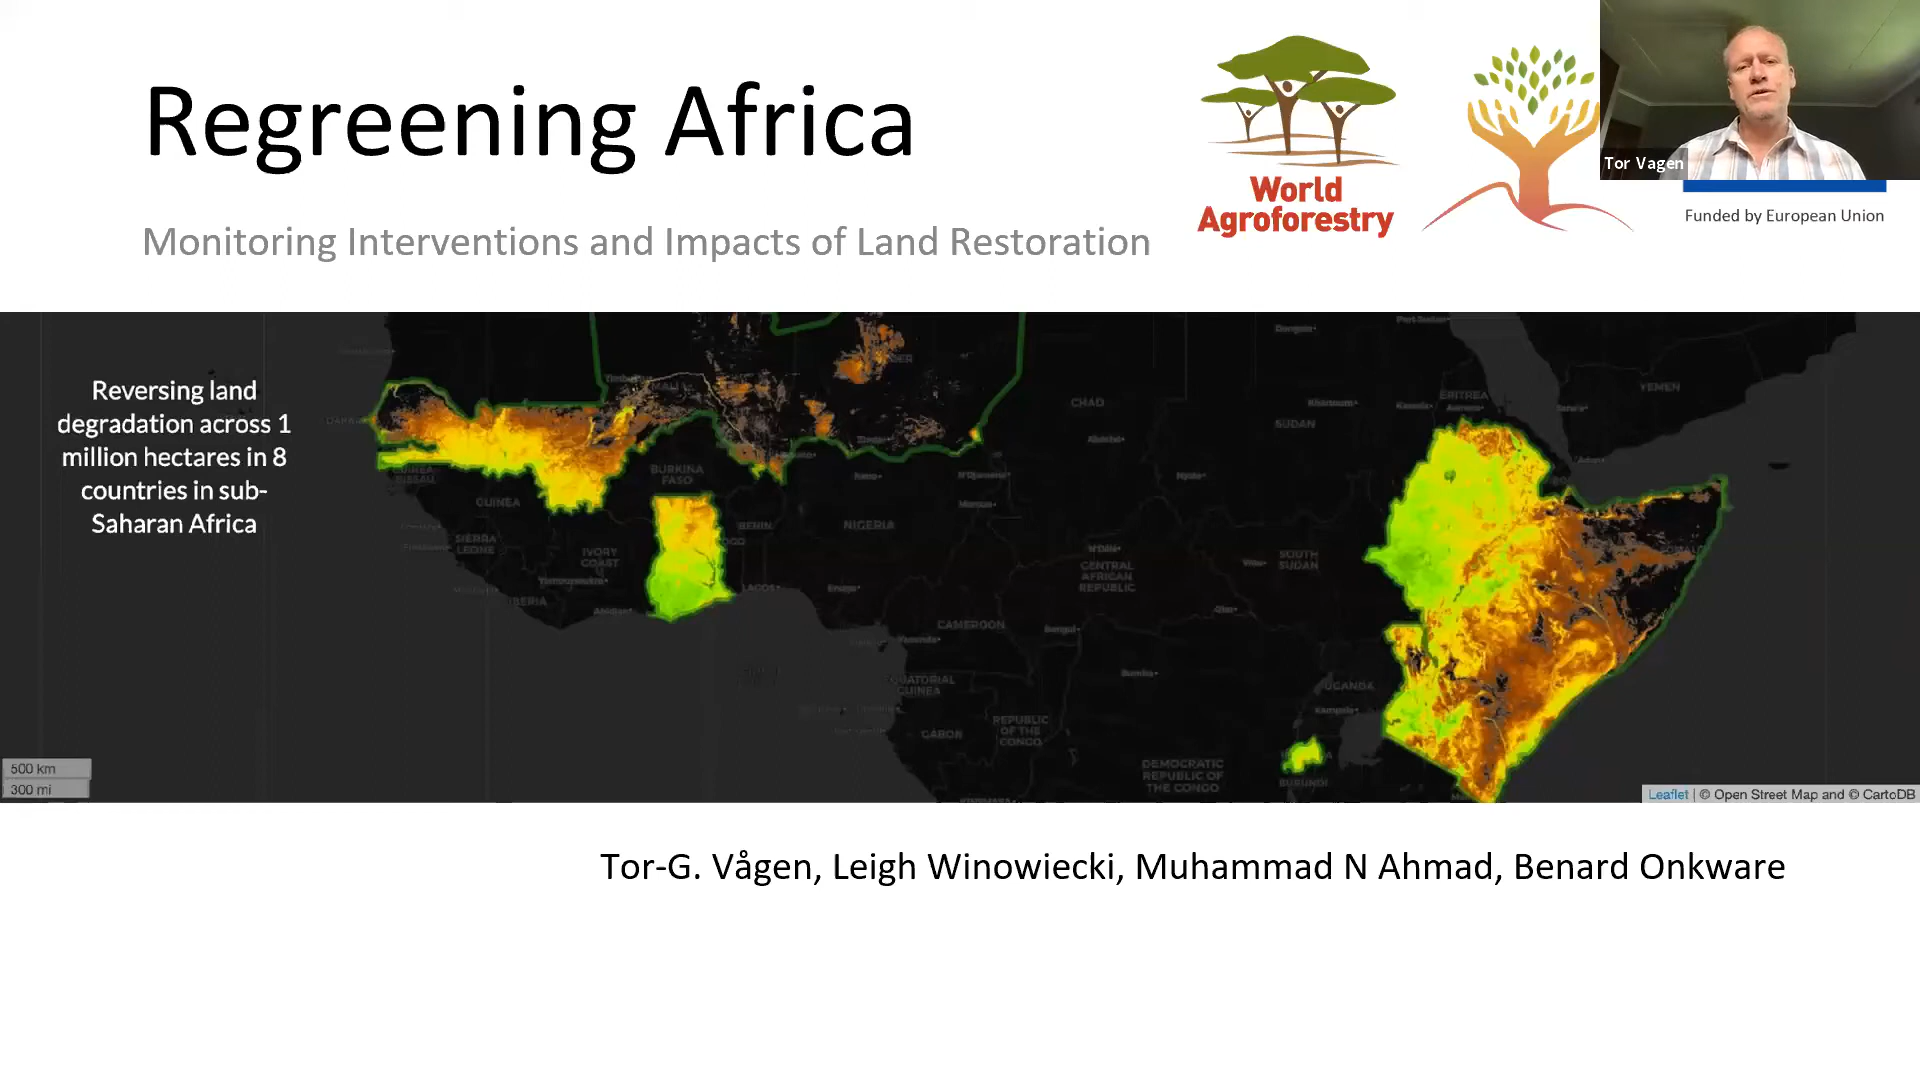 Regreening Africa
Monitoring Interventions and Impacts of Land Restoration
World
Agroforestry
Tor Vagen
Funded by European Union
Reversing land
degradation across 1
million hectares in 8
countries in sub-
Saharan Africa
CHAD
SUDAN
ERITREA
YEMEN
BURKINA
FASO
GUINEA
BENIN
NIGERIA
SIERRA
LEONE
IVORY
COAST
LAGOS
CENTRAL
AFRICAN
REPUBLIC
SOUTH
SUDAN
CAMEROON
UGANDA
Kampala
GABON
REPUBLIC
OF THE
CONGO
DEMOCRATIC
REPUBLIC OF
THE CONGO
BURUNDI
500 km
300 mi
Leaflet | © Open Street Map and © CartoDB
Tor-G. Vågen, Leigh Winowiecki, Muhammad N Ahmad, Benard Onkware